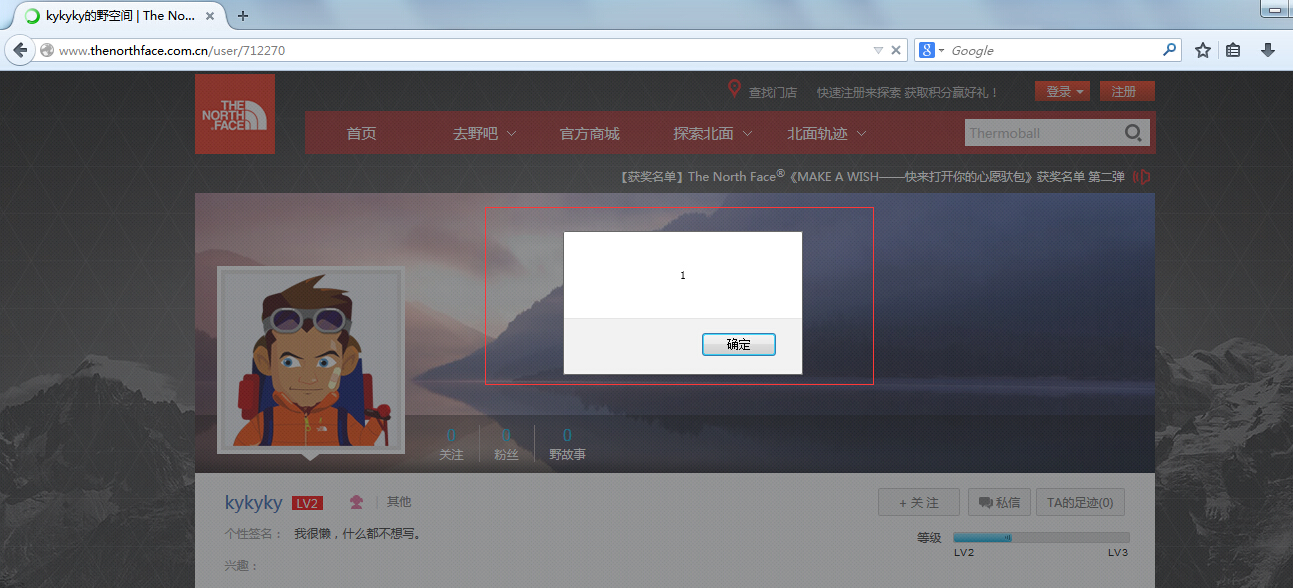 kykyky的野空间 | The No...
www.thenorthface.com.cn/user/712270
Google
THE NORTH FACE
查找门店
快速注册来探索 获取积分赢好礼！
登录
注册
首页
去野吧
官方商城
探索北面
北面轨迹
Thermoball
【获奖名单】The North Face®《MAKE A WISH——快来打开你的心愿驮包》获奖名单 第二弹
1
确定
0
0
0
关注
粉丝
野故事
kykyky
LV2
其他
+ 关 注
私信
TA的足迹(0)
个性签名：
我很懒，什么都不想写。
等级
LV2
LV3
兴趣：